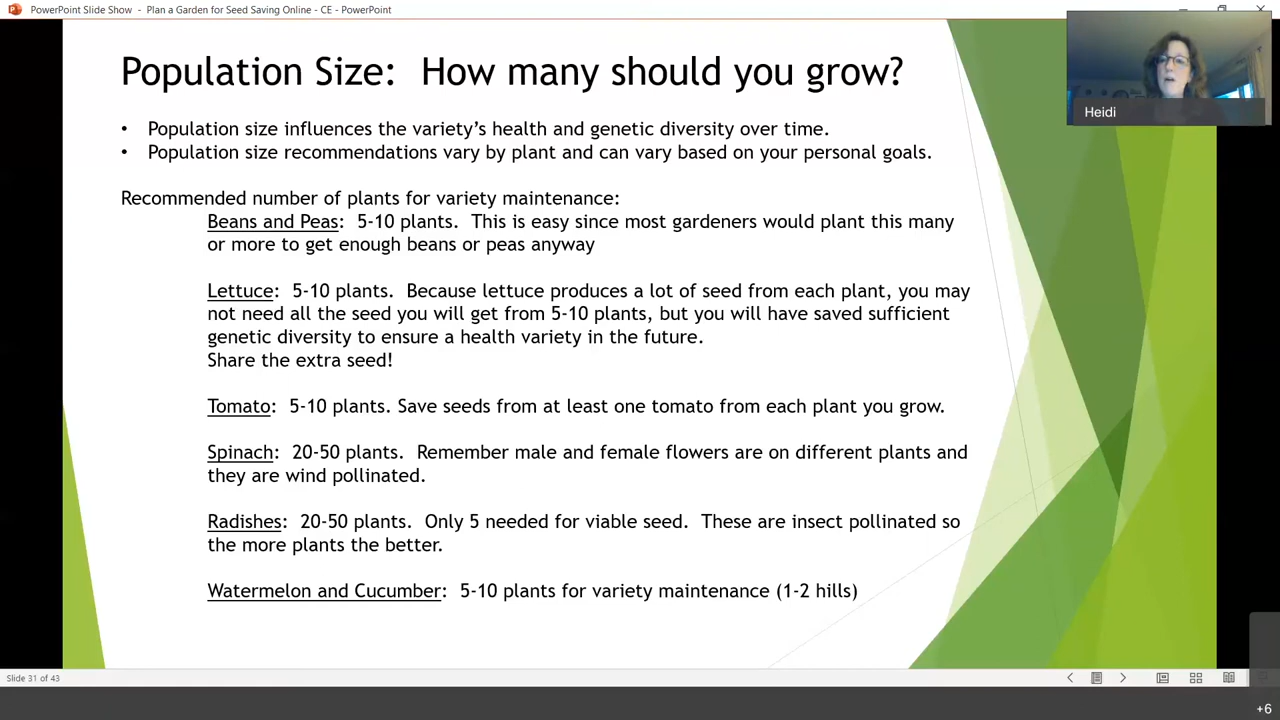 PowerPoint Slide Show - Plan a Garden for Seed Saving Online - CE - PowerPoint
Population Size: How many should you grow?
Heidi
• Population size influences the variety's health and genetic diversity over time.
• Population size recommendations vary by plant and can vary based on your personal goals.
Recommended number of plants for variety maintenance:
Beans and Peas: 5-10 plants. This is easy since most gardeners would plant this many
or more to get enough beans or peas anyway
Lettuce: 5-10 plants. Because lettuce produces a lot of seed from each plant, you may
not need all the seed you will get from 5-10 plants, but you will have saved sufficient
genetic diversity to ensure a health variety in the future.
Share the extra seed!
Tomato: 5-10 plants. Save seeds from at least one tomato from each plant you grow.
Spinach: 20-50 plants. Remember male and female flowers are on different plants and
they are wind pollinated.
Radishes: 20-50 plants. Only 5 needed for viable seed. These are insect pollinated so
the more plants the better.
Watermelon and Cucumber: 5-10 plants for variety maintenance (1-2 hills)
Slide 31 of 43
+6